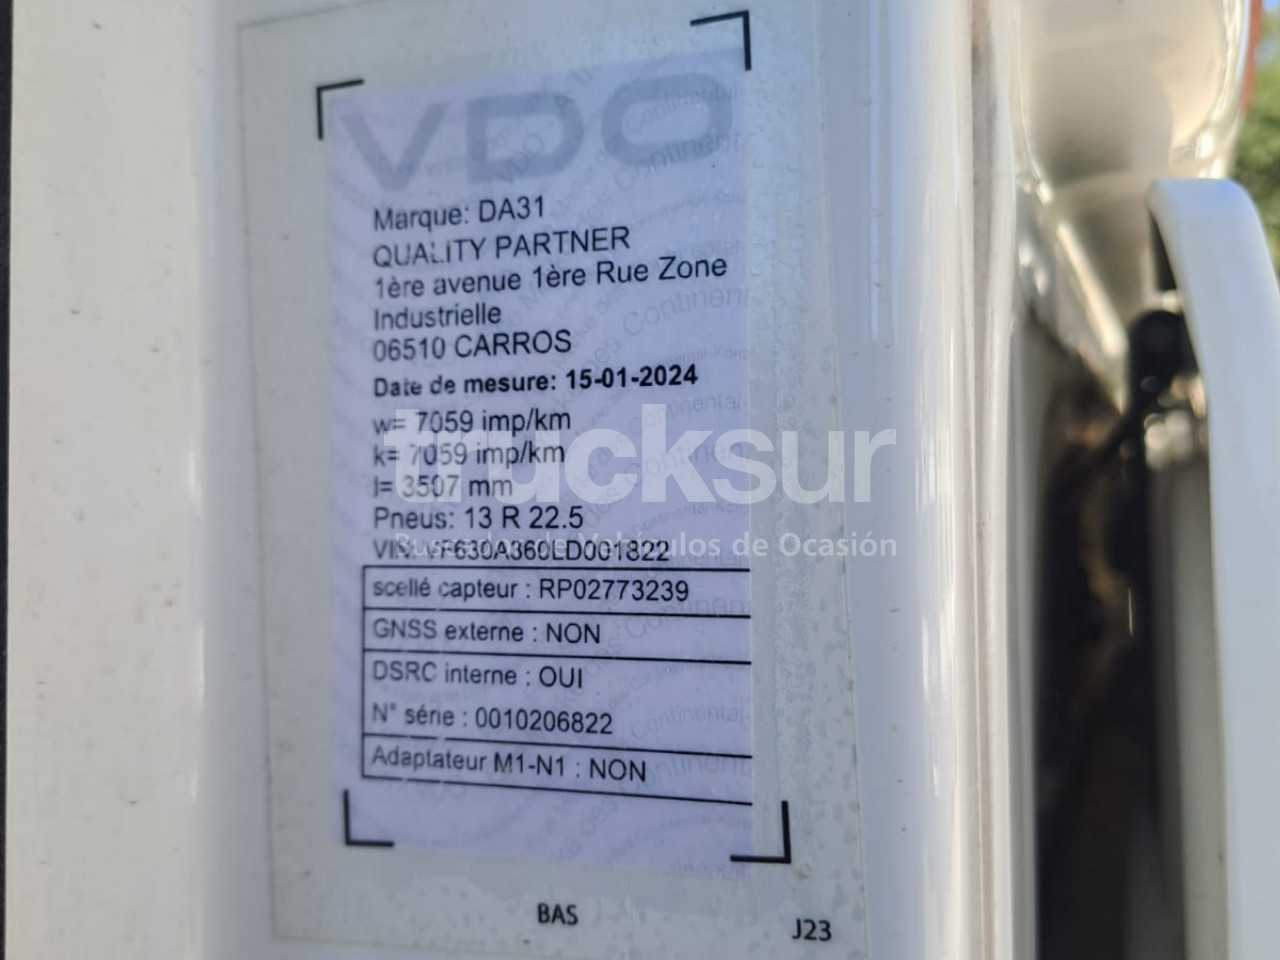 VDO
Marque: DA31
QUALITY PARTNER
1ère avenue 1ère Rue Zone
Industrielle
06510 CARROS
Date de mesure: 15-01-2024
w= 7059 imp/km
k= 7059 imp/km
l= 3507 mm
trucksur
Pneus: 13 R 22.5
Buscador de Vehículos de Ocasión
VIN: VF630A360LD001822
scellé capteur : RP02773239
GNSS externe : NON
DSRC interne : OUI
N° série : 0010206822
Adaptateur M1-N1 : NON
BAS
J23